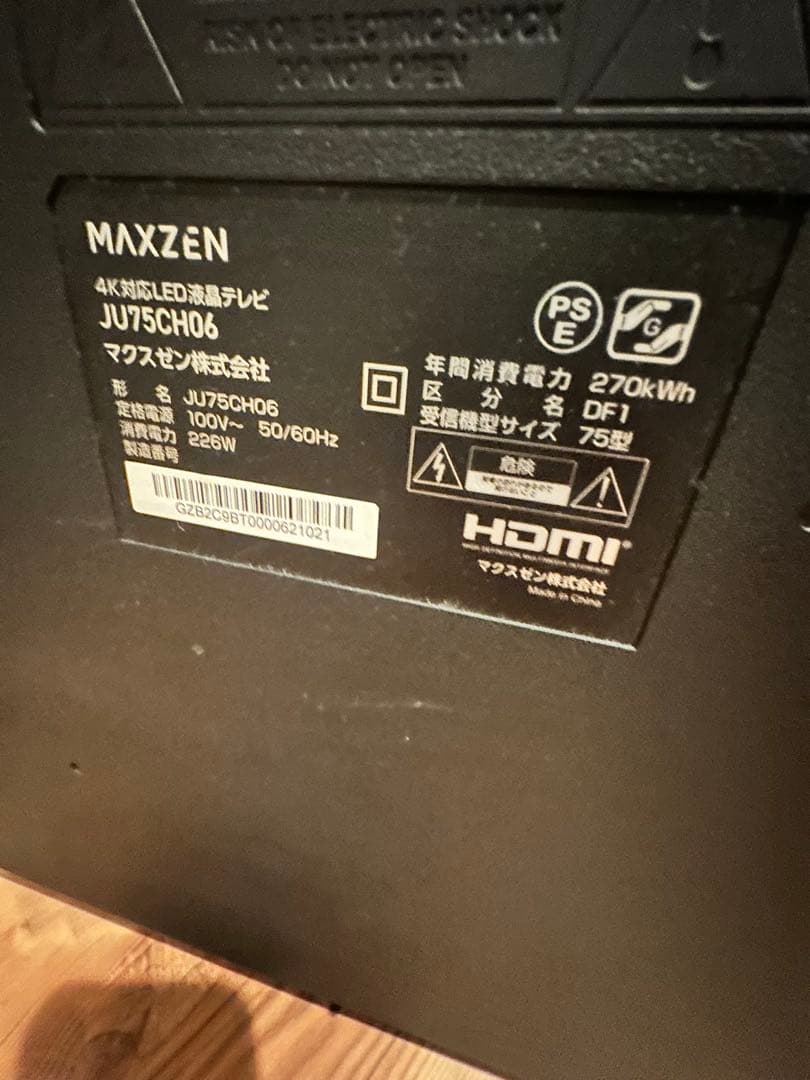 RISK OF ELECTRIC SHOCK
DO NOT OPEN
MAXZEN
4K対応LED液晶テレビ
JU75CH06
マクスゼン株式会社
形 名 JU75CH06
定格電源 100V～ 50/60Hz
消費電力 226W
製造番号
GZB2C9BT0000621021
PS
E
G
年間消費電力 270kWh
区 分 名 DF1
受信機型サイズ 75型
危険
HDMI
HIGH-DEFINITION MULTIMEDIA INTERFACE
マクスゼン株式会社
Made in China